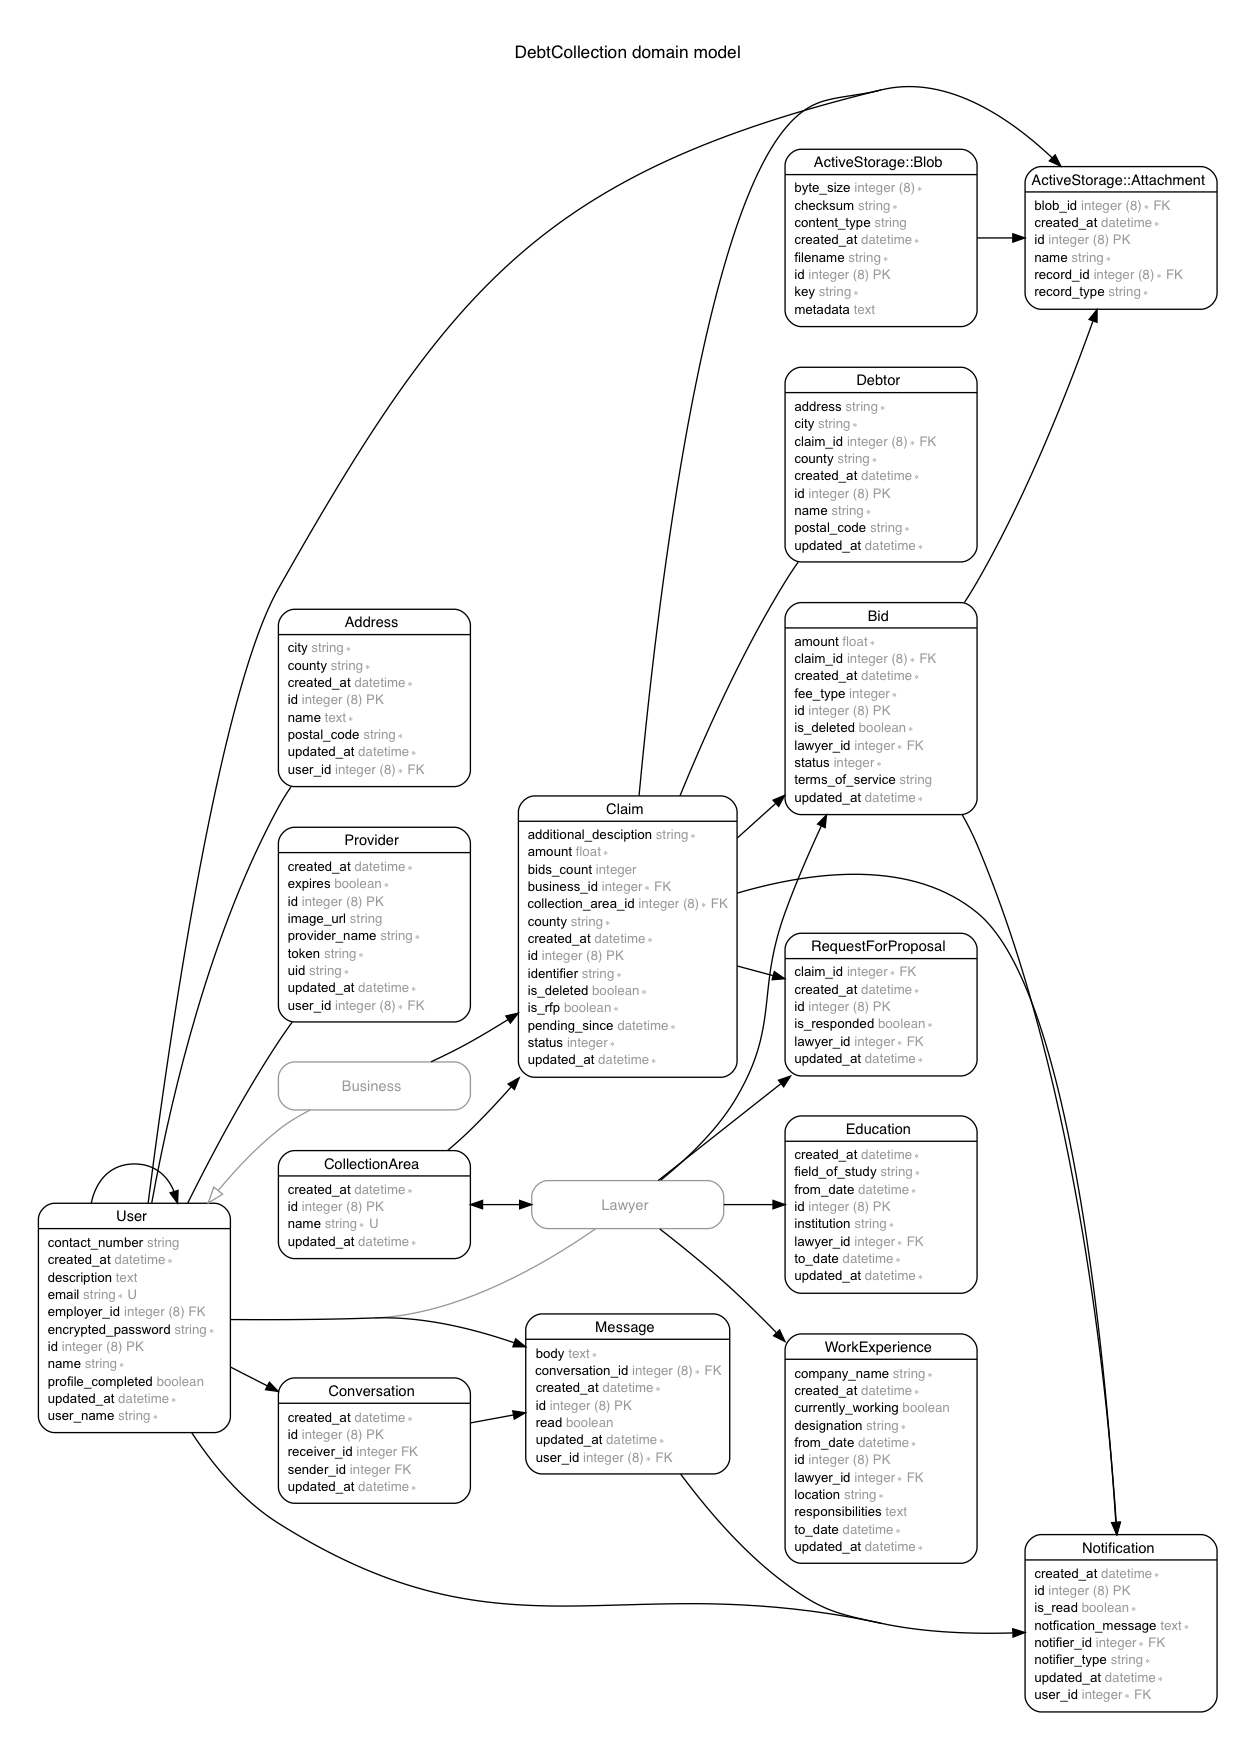 DebtCollection domain model
ActiveStorage::Blob
byte_size integer (8) ∗
checksum string ∗
content_type string
created_at datetime ∗
filename string ∗
id integer (8) PK
key string ∗
metadata text
ActiveStorage::Attachment
blob_id integer (8) ∗ FK
created_at datetime ∗
id integer (8) PK
name string ∗
record_id integer (8) ∗ FK
record_type string ∗
Debtor
address string ∗
city string ∗
claim_id integer (8) ∗ FK
county string ∗
created_at datetime ∗
id integer (8) PK
name string ∗
postal_code string ∗
updated_at datetime ∗
Address
city string ∗
county string ∗
created_at datetime ∗
id integer (8) PK
name text ∗
postal_code string ∗
updated_at datetime ∗
user_id integer (8) ∗ FK
Bid
amount float ∗
claim_id integer (8) ∗ FK
created_at datetime ∗
fee_type integer ∗
id integer (8) PK
is_deleted boolean ∗
lawyer_id integer ∗ FK
status integer ∗
terms_of_service string
updated_at datetime ∗
Provider
created_at datetime ∗
expires boolean ∗
id integer (8) PK
image_url string
provider_name string ∗
token string ∗
uid string ∗
updated_at datetime ∗
user_id integer (8) ∗ FK
Claim
additional_desciption string ∗
amount float ∗
bids_count integer
business_id integer ∗ FK
collection_area_id integer (8) ∗ FK
county string ∗
created_at datetime ∗
id integer (8) PK
identifier string ∗
is_deleted boolean ∗
is_rfp boolean ∗
pending_since datetime ∗
status integer ∗
updated_at datetime ∗
RequestForProposal
claim_id integer ∗ FK
created_at datetime ∗
id integer (8) PK
is_responded boolean ∗
lawyer_id integer ∗ FK
updated_at datetime ∗
Business
CollectionArea
created_at datetime ∗
id integer (8) PK
name string ∗ U
updated_at datetime ∗
Lawyer
Education
created_at datetime ∗
field_of_study string ∗
from_date datetime ∗
id integer (8) PK
institution string ∗
lawyer_id integer ∗ FK
to_date datetime ∗
updated_at datetime ∗
User
contact_number string
created_at datetime ∗
description text
email string ∗ U
employer_id integer (8) FK
encrypted_password string ∗
id integer (8) PK
name string ∗
profile_completed boolean
updated_at datetime ∗
user_name string ∗
Conversation
created_at datetime ∗
id integer (8) PK
receiver_id integer FK
sender_id integer FK
updated_at datetime ∗
Message
body text ∗
conversation_id integer (8) ∗ FK
created_at datetime ∗
id integer (8) PK
read boolean
updated_at datetime ∗
user_id integer (8) ∗ FK
WorkExperience
company_name string ∗
created_at datetime ∗
currently_working boolean
designation string ∗
from_date datetime ∗
id integer (8) PK
lawyer_id integer ∗ FK
location string ∗
responsibilities text
to_date datetime ∗
updated_at datetime ∗
Notification
created_at datetime ∗
id integer (8) PK
is_read boolean ∗
notfication_message text ∗
notifier_id integer ∗ FK
notifier_type string ∗
updated_at datetime ∗
user_id integer ∗ FK